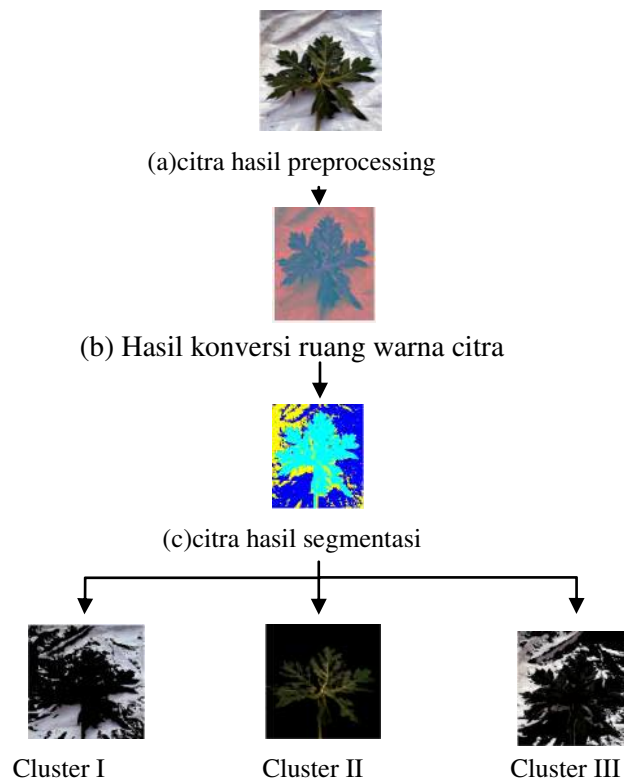 (a)citra hasil preprocessing
(b) Hasil konversi ruang warna citra
(c)citra hasil segmentasi
Cluster I
Cluster II
Cluster III